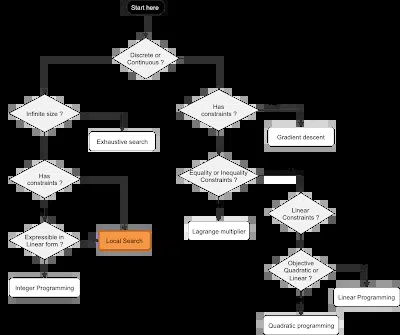 Start here
Discrete or
Continuous ?
Infinite size ?
Has
constraints ?
Exhaustive search
Gradient descent
Has
constraints ?
Equality or Inequality
Constraints ?
Linear
Constraints ?
Expressible in
Linear form ?
Local Search
Lagrange multiplier
Objective
Quadratic or
Linear ?
Integer Programming
Linear Programming
Quadratic programming